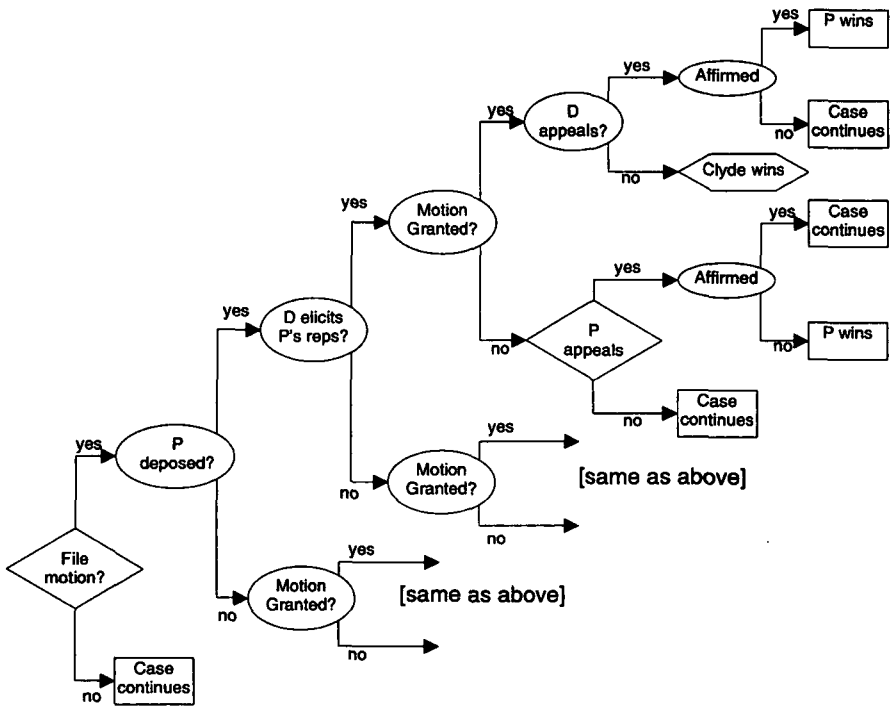 yes
P wins
yes
Affirmed
yes
D
appeals?
no
Case
continues
no
Clyde wins
yes
Motion
Granted?
yes
Case
continues
yes
Affirmed
yes
D elicits
P's reps?
no
P
appeals
no
P wins
no
Case
continues
yes
P
deposed?
yes
no
Motion
Granted?
[same as above]
no
yes
File
motion?
no
Motion
Granted?
[same as above]
no
no
Case
continues